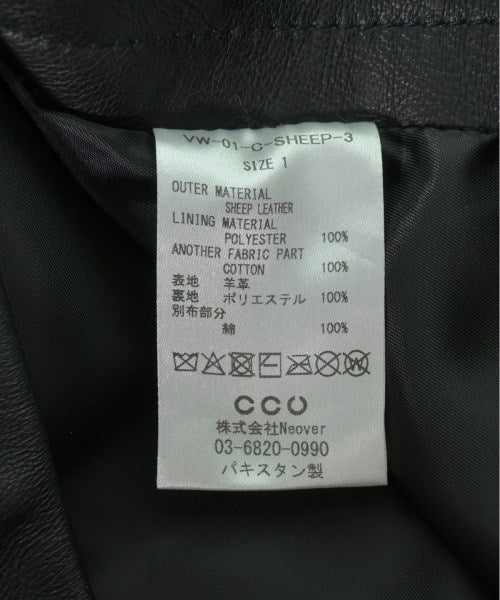 VW-01-C-SHEEP-3
SIZE 1
OUTER MATERIAL
SHEEP LEATHER
LINING MATERIAL
POLYESTER 100%
ANOTHER FABRIC PART
COTTON 100%
表地 羊革
裏地 ポリエステル 100%
別布部分
綿 100%
CCU
株式会社Neover
03-6820-0990
パキスタン製